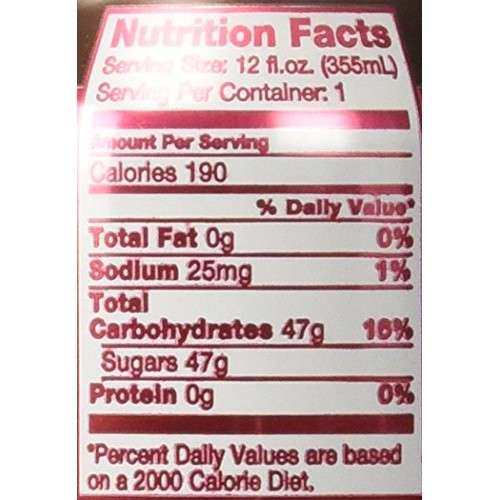 Nutrition Facts
Serving Size: 12 fl.oz. (355mL)
Serving Per Container: 1
Amount Per Serving
Calories 190
% Daily Value*
Total Fat 0g 0%
Sodium 25mg 1%
Total
Carbohydrates 47g 16%
Sugars 47g
Protein 0g 0%
*Percent Daily Values are based
on a 2000 Calorie Diet.